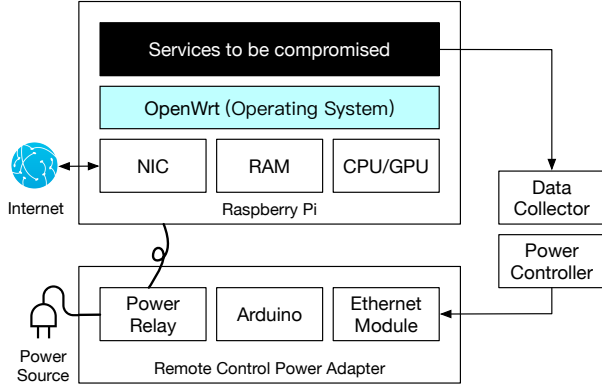 Services to be compromised
OpenWrt (Operating System)
NIC
RAM
CPU/GPU
Internet
Raspberry Pi
Data
Collector
Power
Controller
Power
Relay
Arduino
Ethernet
Module
Power
Source
Remote Control Power Adapter